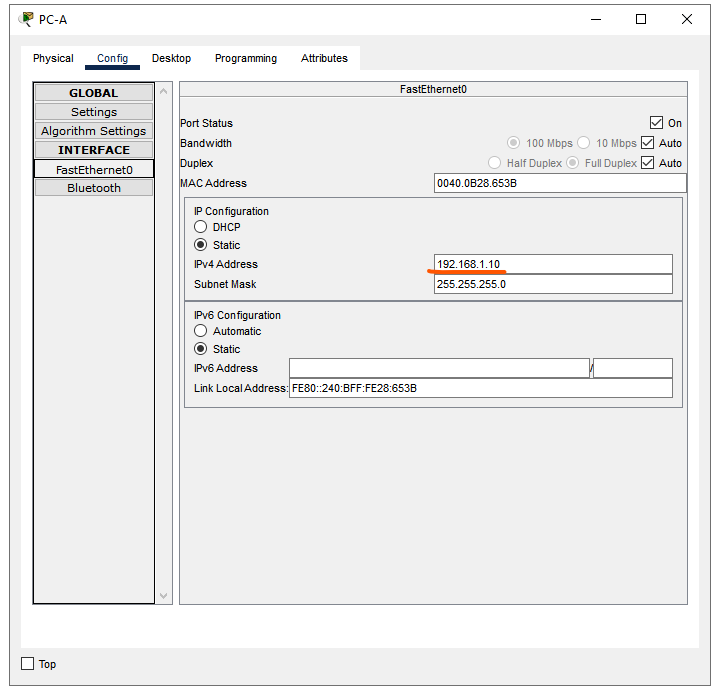 PC-A
Physical Config Desktop Programming Attributes
GLOBAL
Settings
Algorithm Settings
INTERFACE
FastEthernet0
Bluetooth
FastEthernet0
Port Status On
Bandwidth 100 Mbps 10 Mbps Auto
Duplex Half Duplex Full Duplex Auto
MAC Address 0040.0B28.653B
IP Configuration
DHCP
Static
IPv4 Address 192.168.1.10
Subnet Mask 255.255.255.0
IPv6 Configuration
Automatic
Static
IPv6 Address /
Link Local Address: FE80::240:BFF:FE28:653B
Top